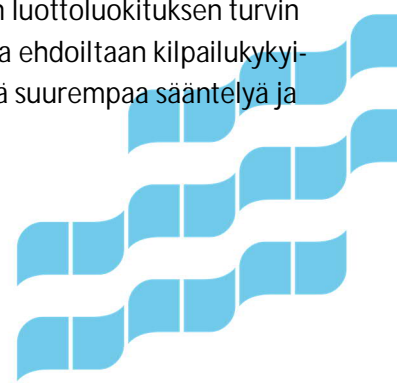 luottoluokituksen turvin
a ehdoiltaan kilpailukykyi-
suurempaa sääntelyä ja